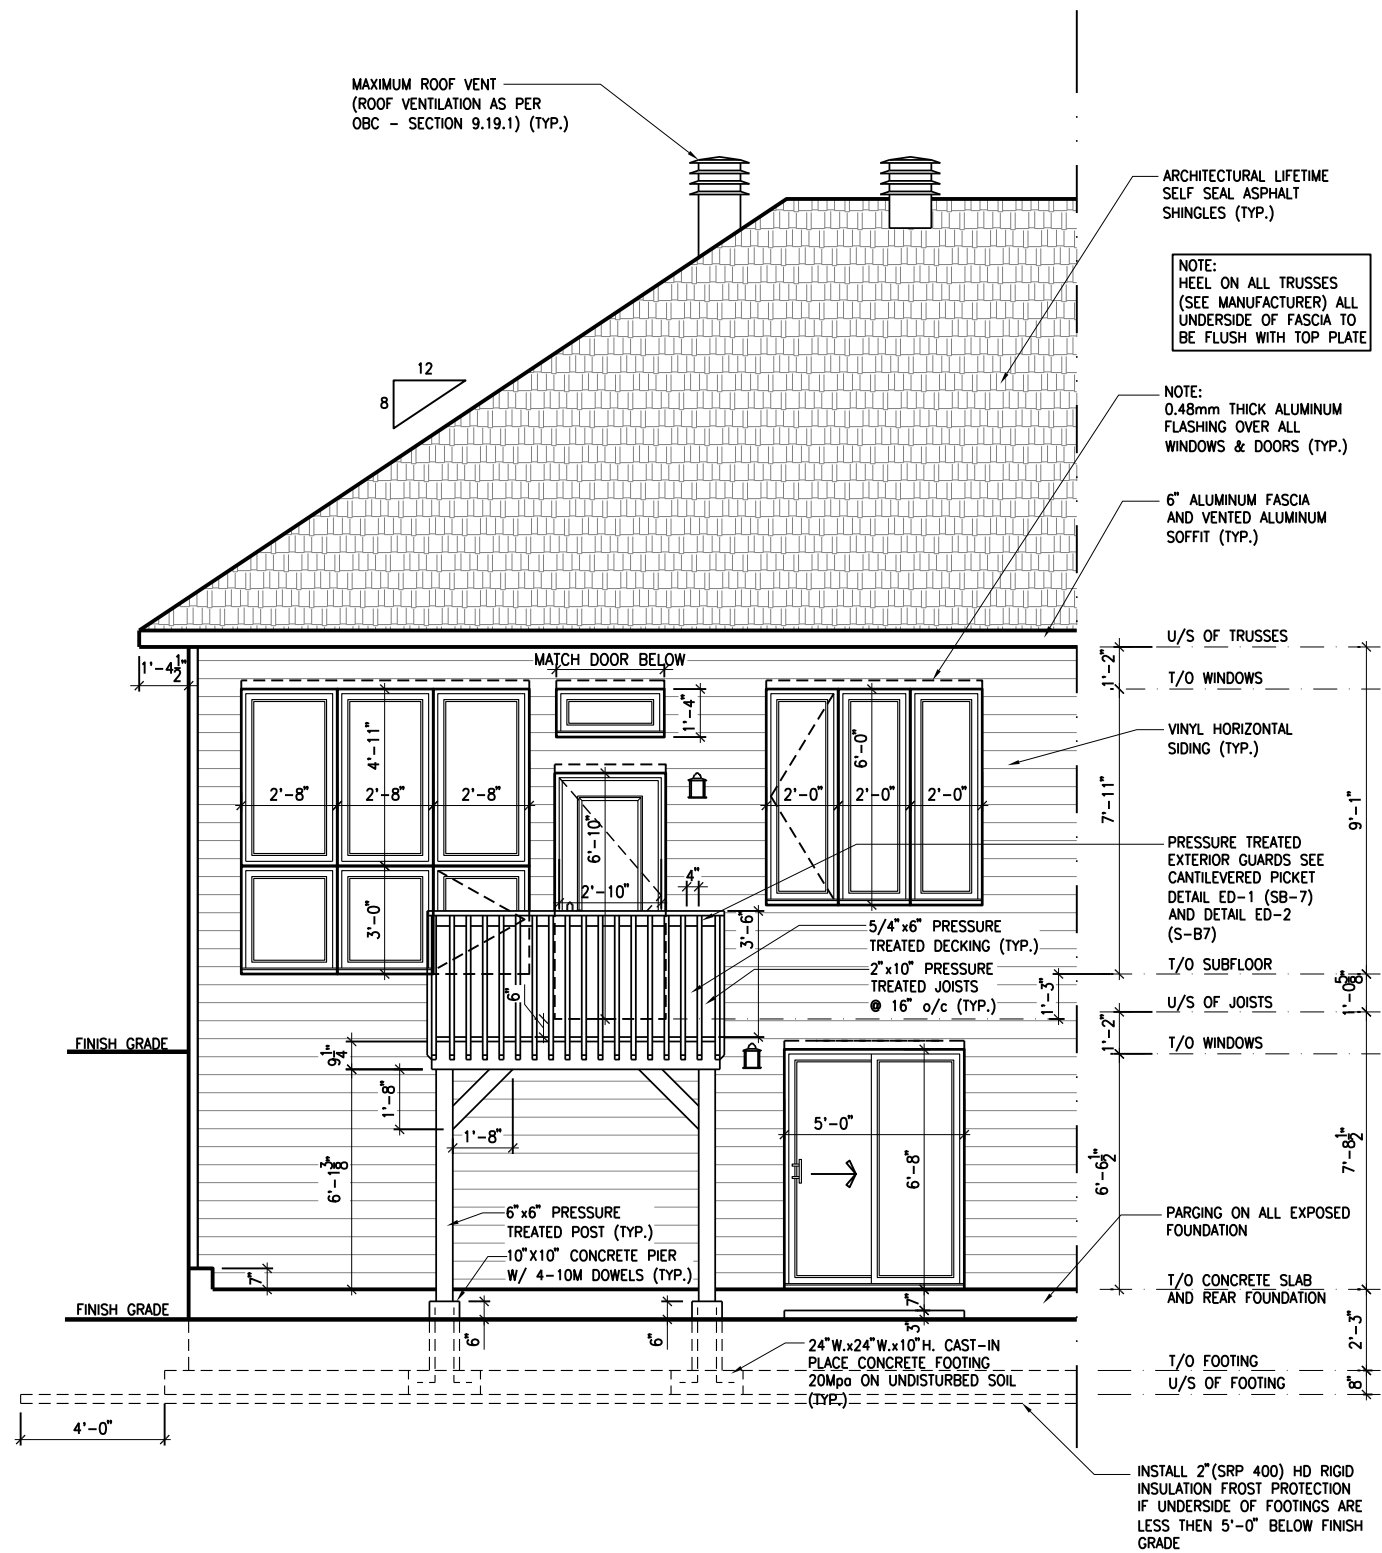 MAXIMUM ROOF VENT
(ROOF VENTILATION AS PER
OBC - SECTION 9.19.1) (TYP.)
ARCHITECTURAL LIFETIME
SELF SEAL ASPHALT
SHINGLES (TYP.)
NOTE:
HEEL ON ALL TRUSSES
(SEE MANUFACTURER) ALL
UNDERSIDE OF FASCIA TO
BE FLUSH WITH TOP PLATE
12
8
NOTE:
0.48mm THICK ALUMINUM
FLASHING OVER ALL
WINDOWS & DOORS (TYP.)
6" ALUMINUM FASCIA
AND VENTED ALUMINUM
SOFFIT (TYP.)
U/S OF TRUSSES
1'-4½"
MATCH DOOR BELOW
1'-2"
T/O WINDOWS
1'-4"
4'-11"
6'-0"
VINYL HORIZONTAL
SIDING (TYP.)
2'-8"
2'-8"
2'-8"
2'-0"
2'-0"
2'-0"
7'-11"
9'-1"
6'-10"
PRESSURE TREATED
EXTERIOR GUARDS SEE
CANTILEVERED PICKET
DETAIL ED-1 (SB-7)
AND DETAIL ED-2
(S-B7)
4"
2'-10"
3'-0"
3'-6"
5/4"x6" PRESSURE
TREATED DECKING (TYP.)
2"x10" PRESSURE
TREATED JOISTS
@ 16" o/c (TYP.)
T/O SUBFLOOR
6"
1'-3"
1'-0⅝"
U/S OF JOISTS
FINISH GRADE
1'-2"
T/O WINDOWS
9¼"
1'-8"
1'-8"
5'-0"
6'-8"
6'-1⅜"
6'-6½"
7'-8½"
6"x6" PRESSURE
TREATED POST (TYP.)
10"X10" CONCRETE PIER
W/ 4-10M DOWELS (TYP.)
PARGING ON ALL EXPOSED
FOUNDATION
7"
T/O CONCRETE SLAB
AND REAR FOUNDATION
FINISH GRADE
7"
3"
6"
6"
2'-3"
24"W.x24"W.x10"H. CAST-IN
PLACE CONCRETE FOOTING
20Mpa ON UNDISTURBED SOIL
(TYP.)
T/O FOOTING
U/S OF FOOTING
8"
4'-0"
INSTALL 2"(SRP 400) HD RIGID
INSULATION FROST PROTECTION
IF UNDERSIDE OF FOOTINGS ARE
LESS THEN 5'-0" BELOW FINISH
GRADE